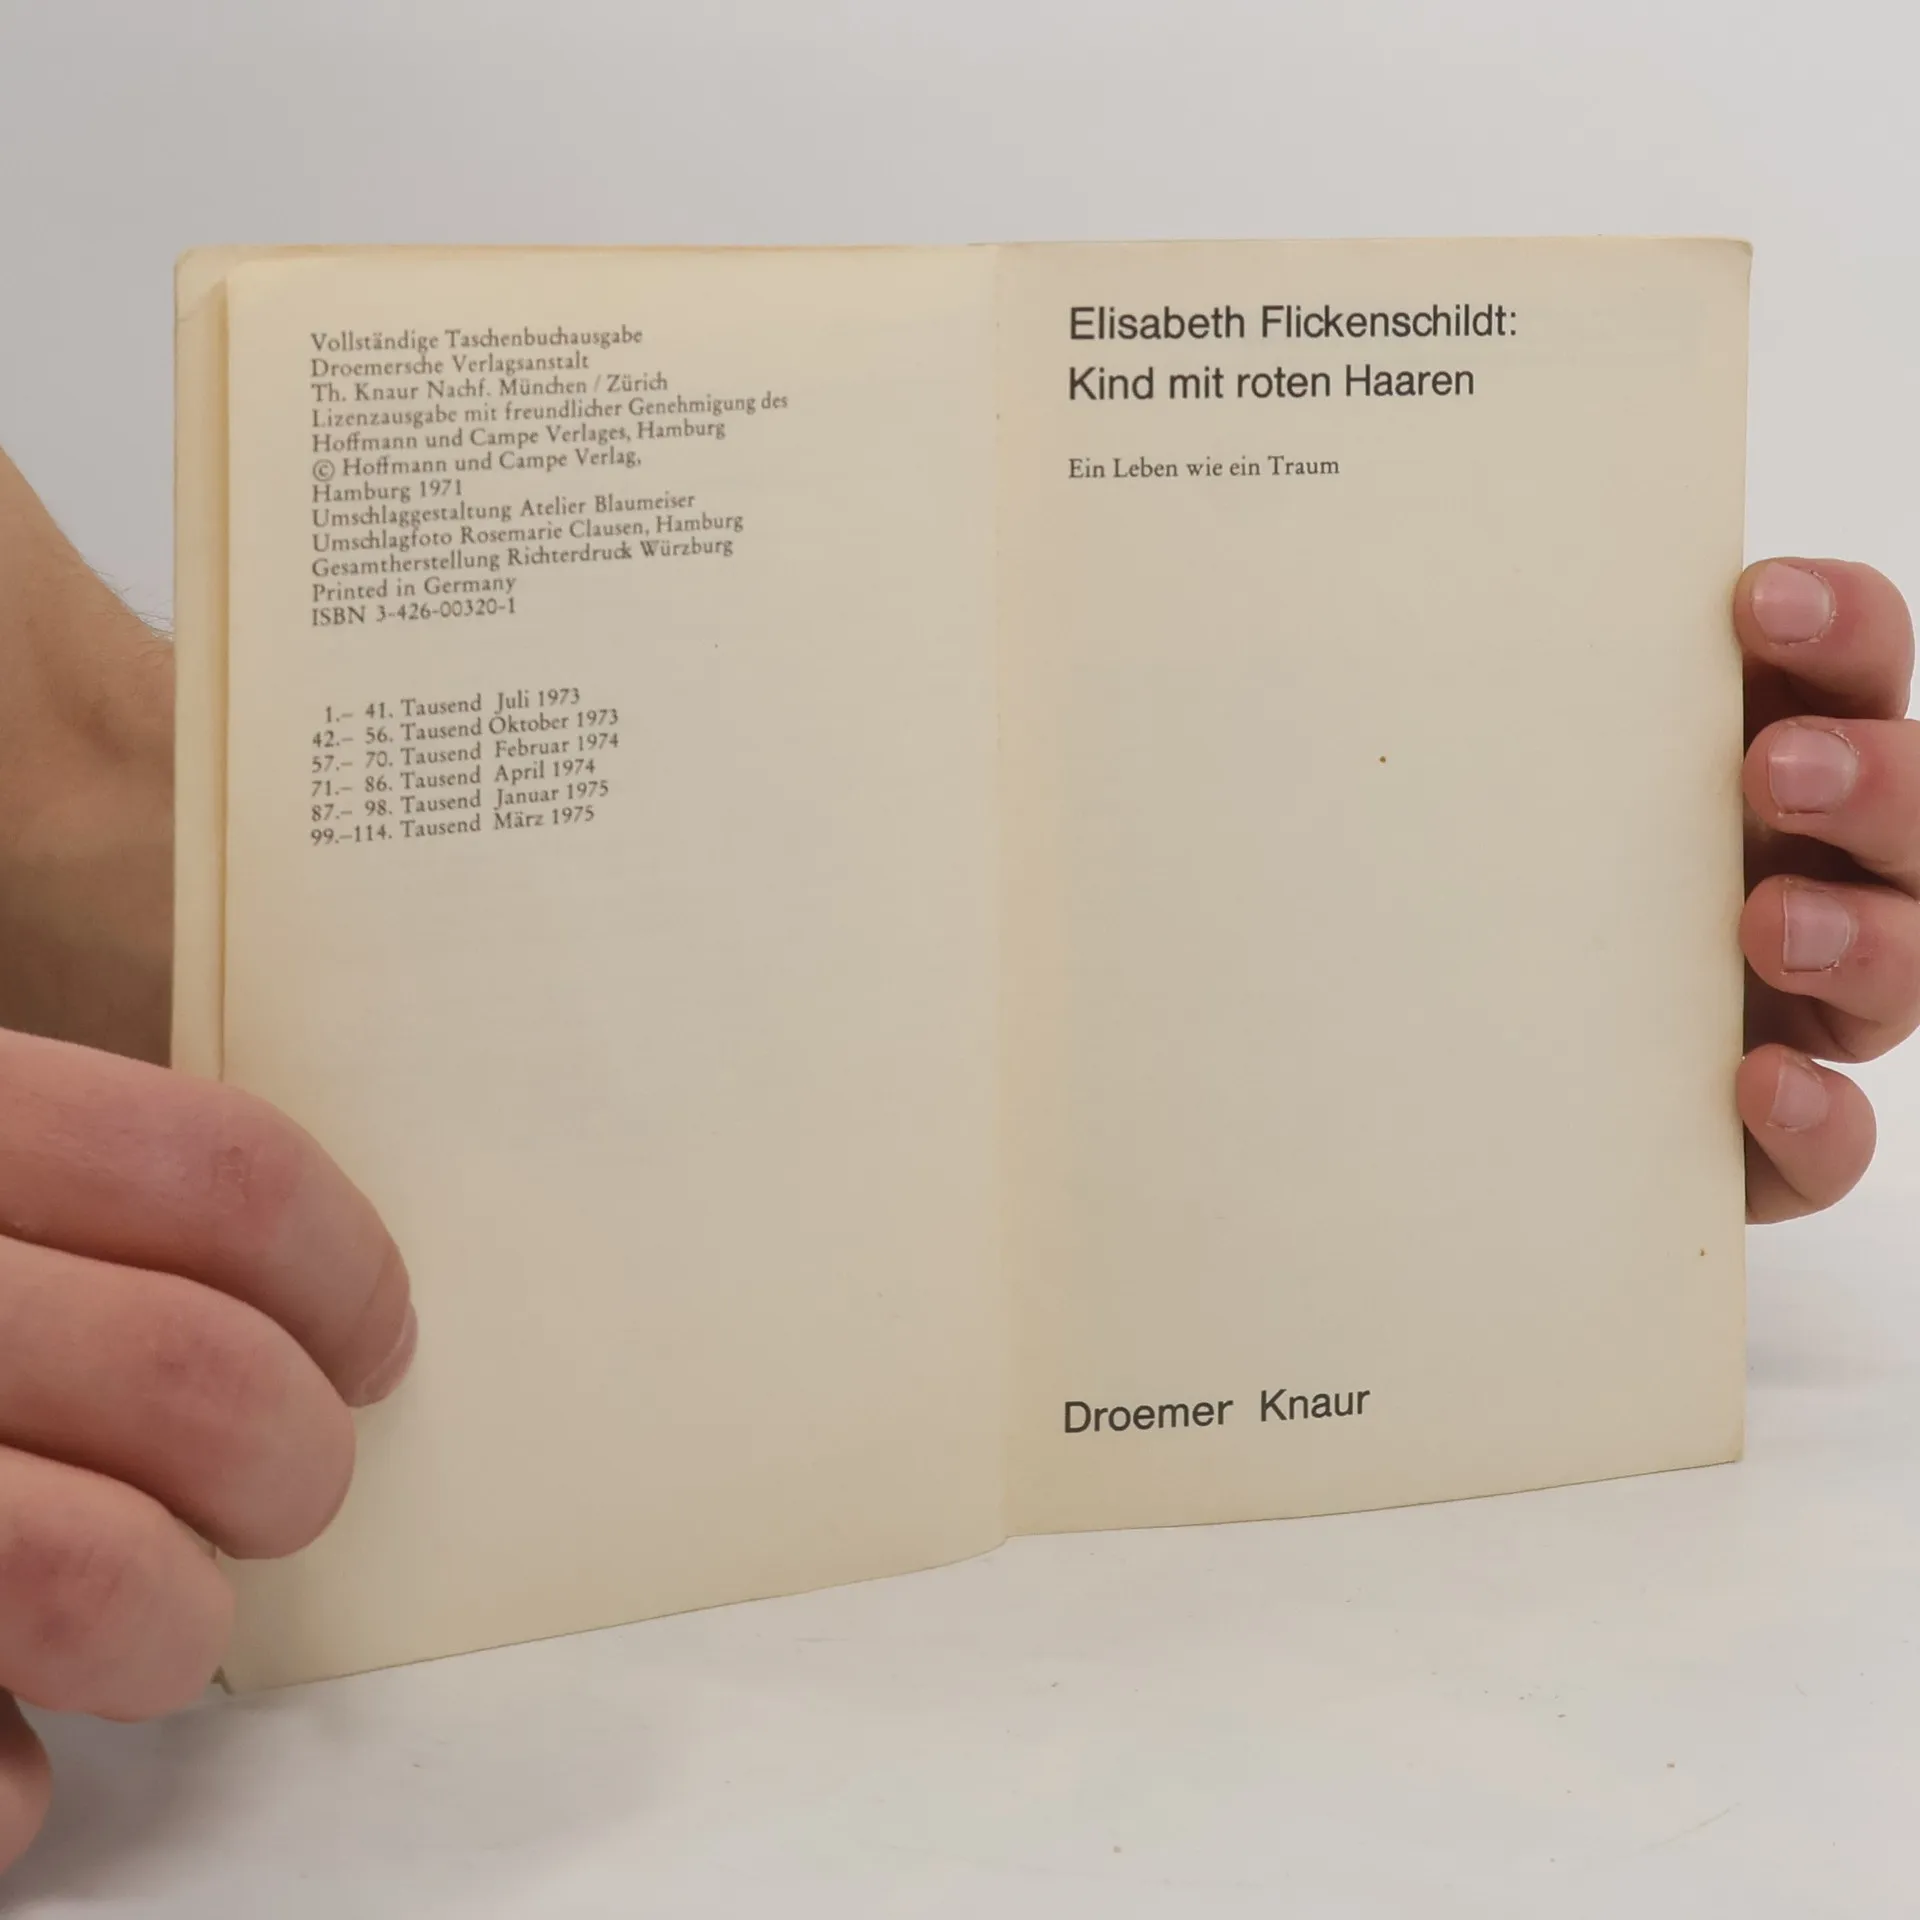 Vollständige Taschenbuchausgabe
Droemersche Verlagsanstalt
Th. Knaur Nachf. München / Zürich
Lizenzausgabe mit freundlicher Genehmigung des
Hoffmann und Campe Verlages, Hamburg
© Hoffmann und Campe Verlag,
Hamburg 1971
Umschlaggestaltung Atelier Blaumeiser
Umschlagfoto Rosemarie Clausen, Hamburg
Gesamtherstellung Richterdruck Würzburg
Printed in Germany
ISBN 3-426-00320-1
1.– 41. Tausend Juli 1973
42.– 56. Tausend Oktober 1973
57.– 70. Tausend Februar 1974
71.– 86. Tausend April 1974
87.– 98. Tausend Januar 1975
99.–114. Tausend März 1975
Elisabeth Flickenschildt:
Kind mit roten Haaren
Ein Leben wie ein Traum
Droemer Knaur